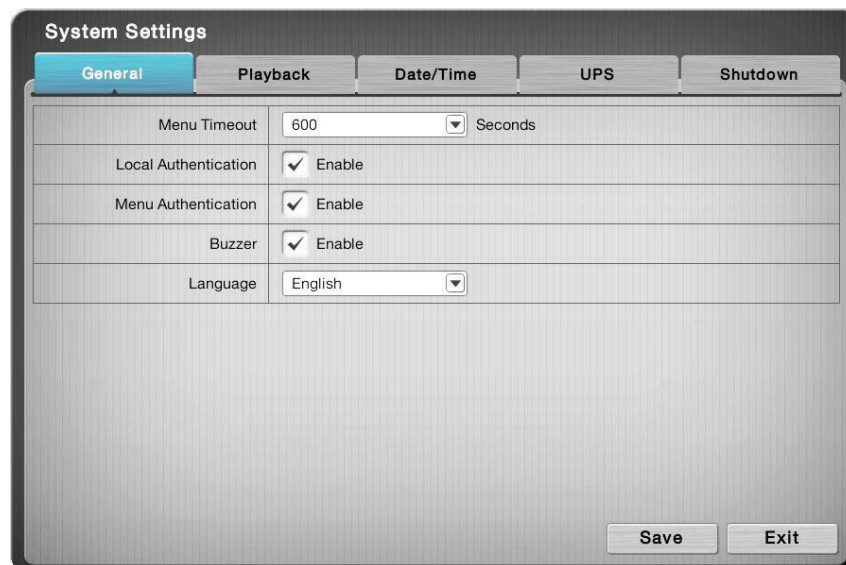 System Settings
General Playback Date/Time UPS Shutdown
Menu Timeout 600 Seconds
Local Authentication Enable
Menu Authentication Enable
Buzzer Enable
Language English
Save Exit